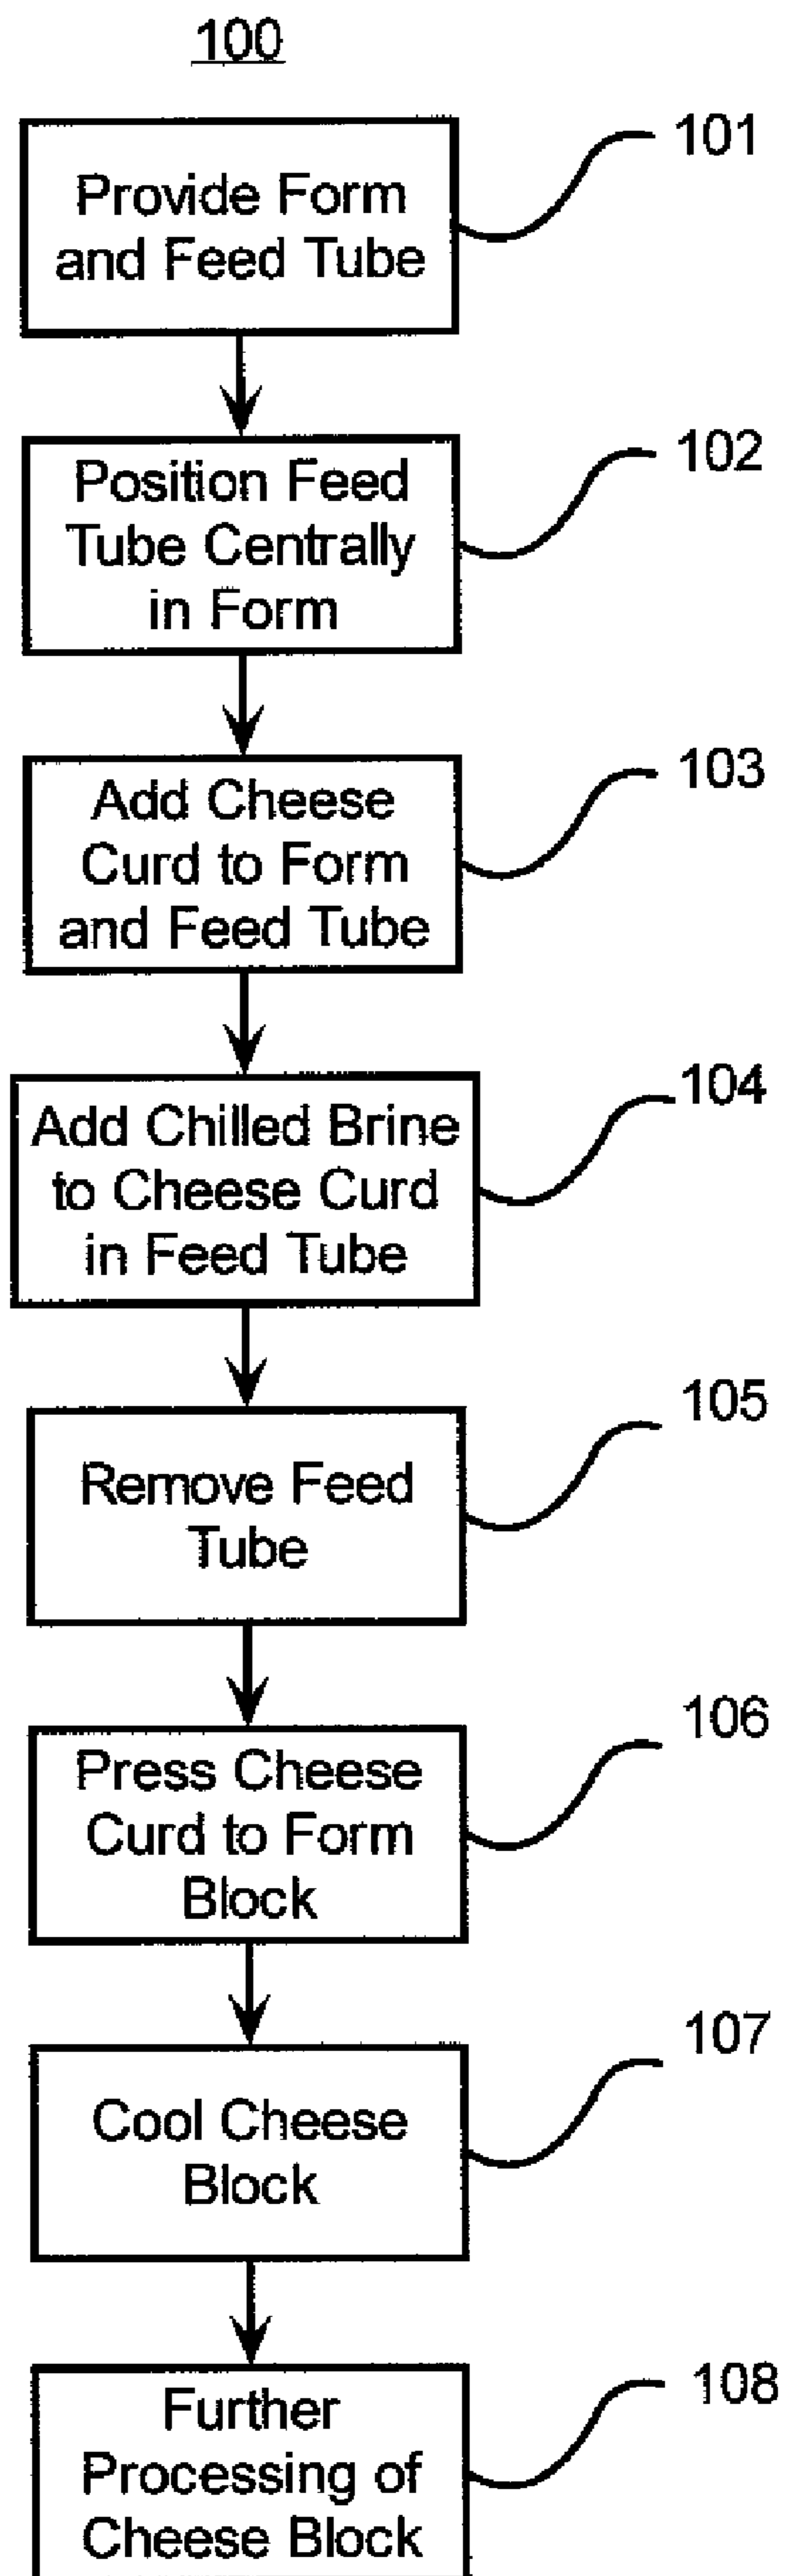 100
Provide Form
and Feed Tube
101
Position Feed
Tube Centrally
in Form
102
Add Cheese
Curd to Form
and Feed Tube
103
Add Chilled Brine
to Cheese Curd
in Feed Tube
104
Remove Feed
Tube
105
Press Cheese
Curd to Form
Block
106
Cool Cheese
Block
107
Further
Processing of
Cheese Block
108